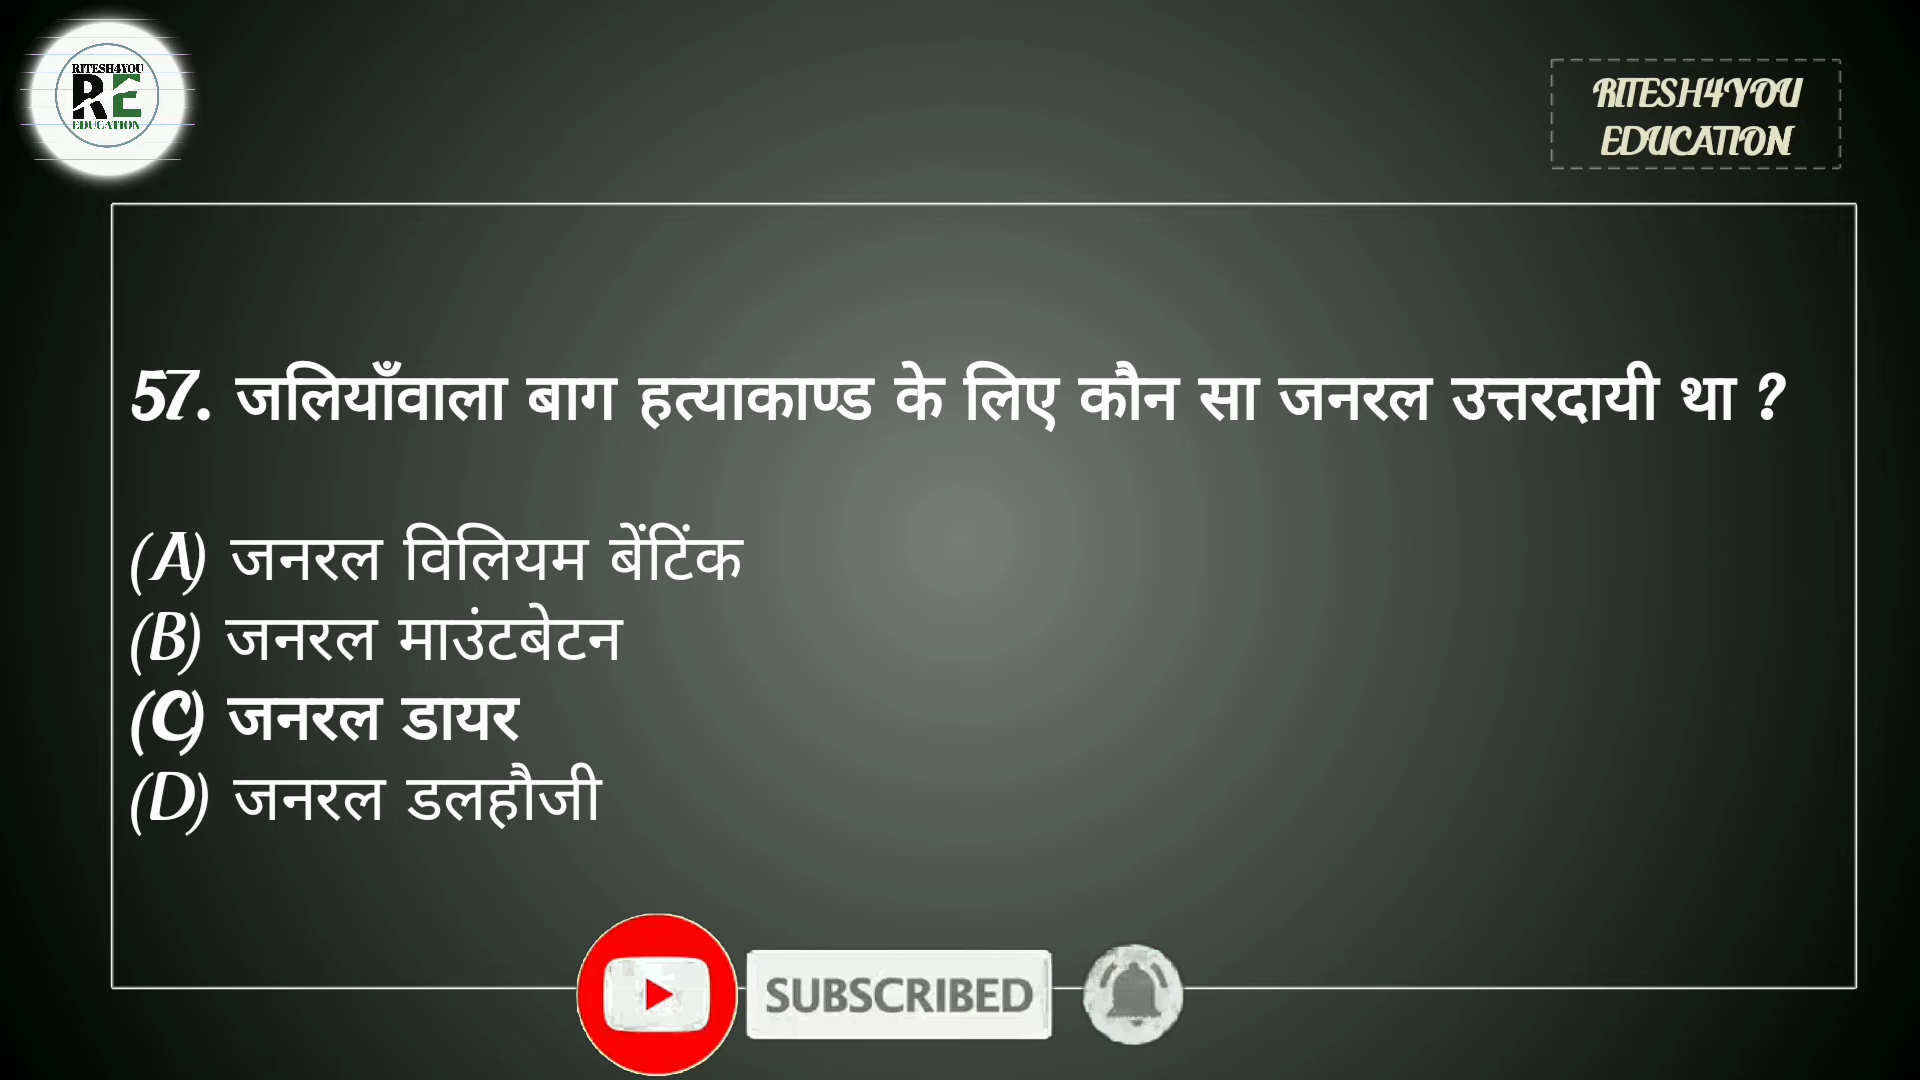 RITESH4YOU
RE
EDUCATION
RITESH4YOU
EDUCATION
57. जलियाँवाला बाग हत्याकाण्ड के लिए कौन सा जनरल उत्तरदायी था ?
(A) जनरल विलियम बेंटिंक
(B) जनरल माउंटबेटन
(C) जनरल डायर
(D) जनरल डलहौजी
SUBSCRIBED